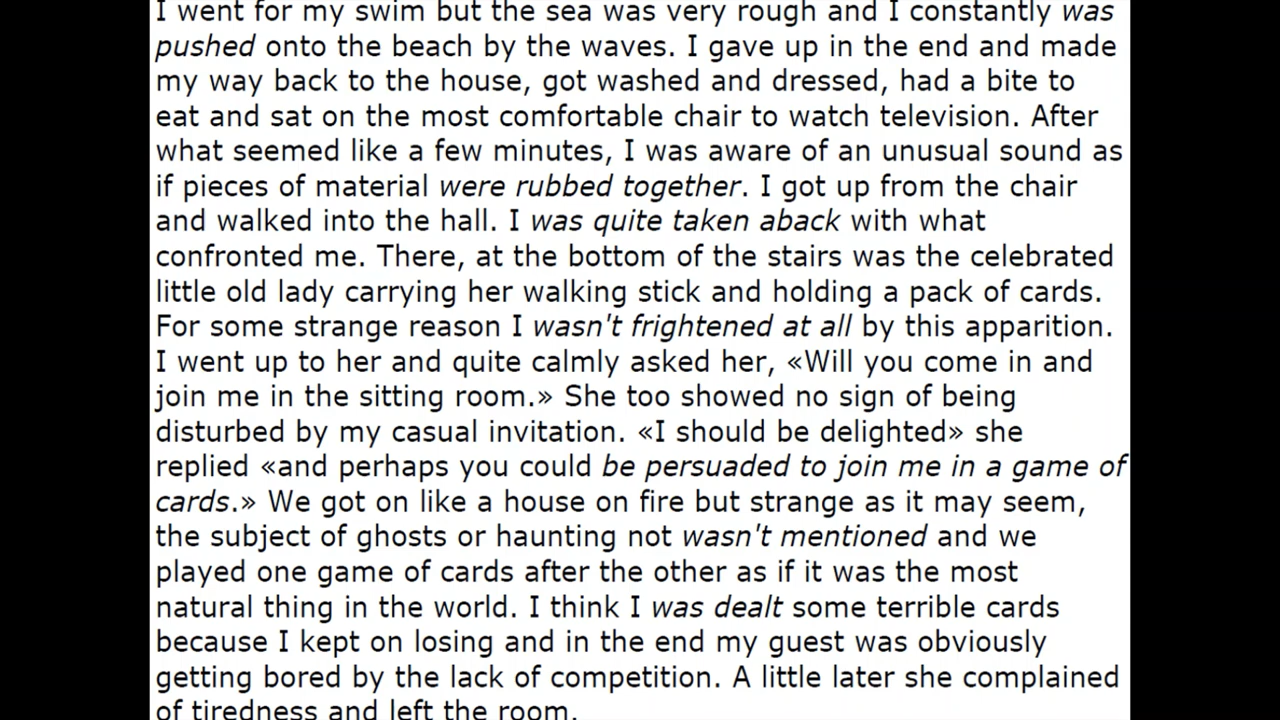 I went for my swim but the sea was very rough and I constantly was
pushed onto the beach by the waves. I gave up in the end and made
my way back to the house, got washed and dressed, had a bite to
eat and sat on the most comfortable chair to watch television. After
what seemed like a few minutes, I was aware of an unusual sound as
if pieces of material were rubbed together. I got up from the chair
and walked into the hall. I was quite taken aback with what
confronted me. There, at the bottom of the stairs was the celebrated
little old lady carrying her walking stick and holding a pack of cards.
For some strange reason I wasn't frightened at all by this apparition.
I went up to her and quite calmly asked her, «Will you come in and
join me in the sitting room.» She too showed no sign of being
disturbed by my casual invitation. «I should be delighted» she
replied «and perhaps you could be persuaded to join me in a game of
cards.» We got on like a house on fire but strange as it may seem,
the subject of ghosts or haunting not wasn't mentioned and we
played one game of cards after the other as if it was the most
natural thing in the world. I think I was dealt some terrible cards
because I kept on losing and in the end my guest was obviously
getting bored by the lack of competition. A little later she complained
of tiredness and left the room.